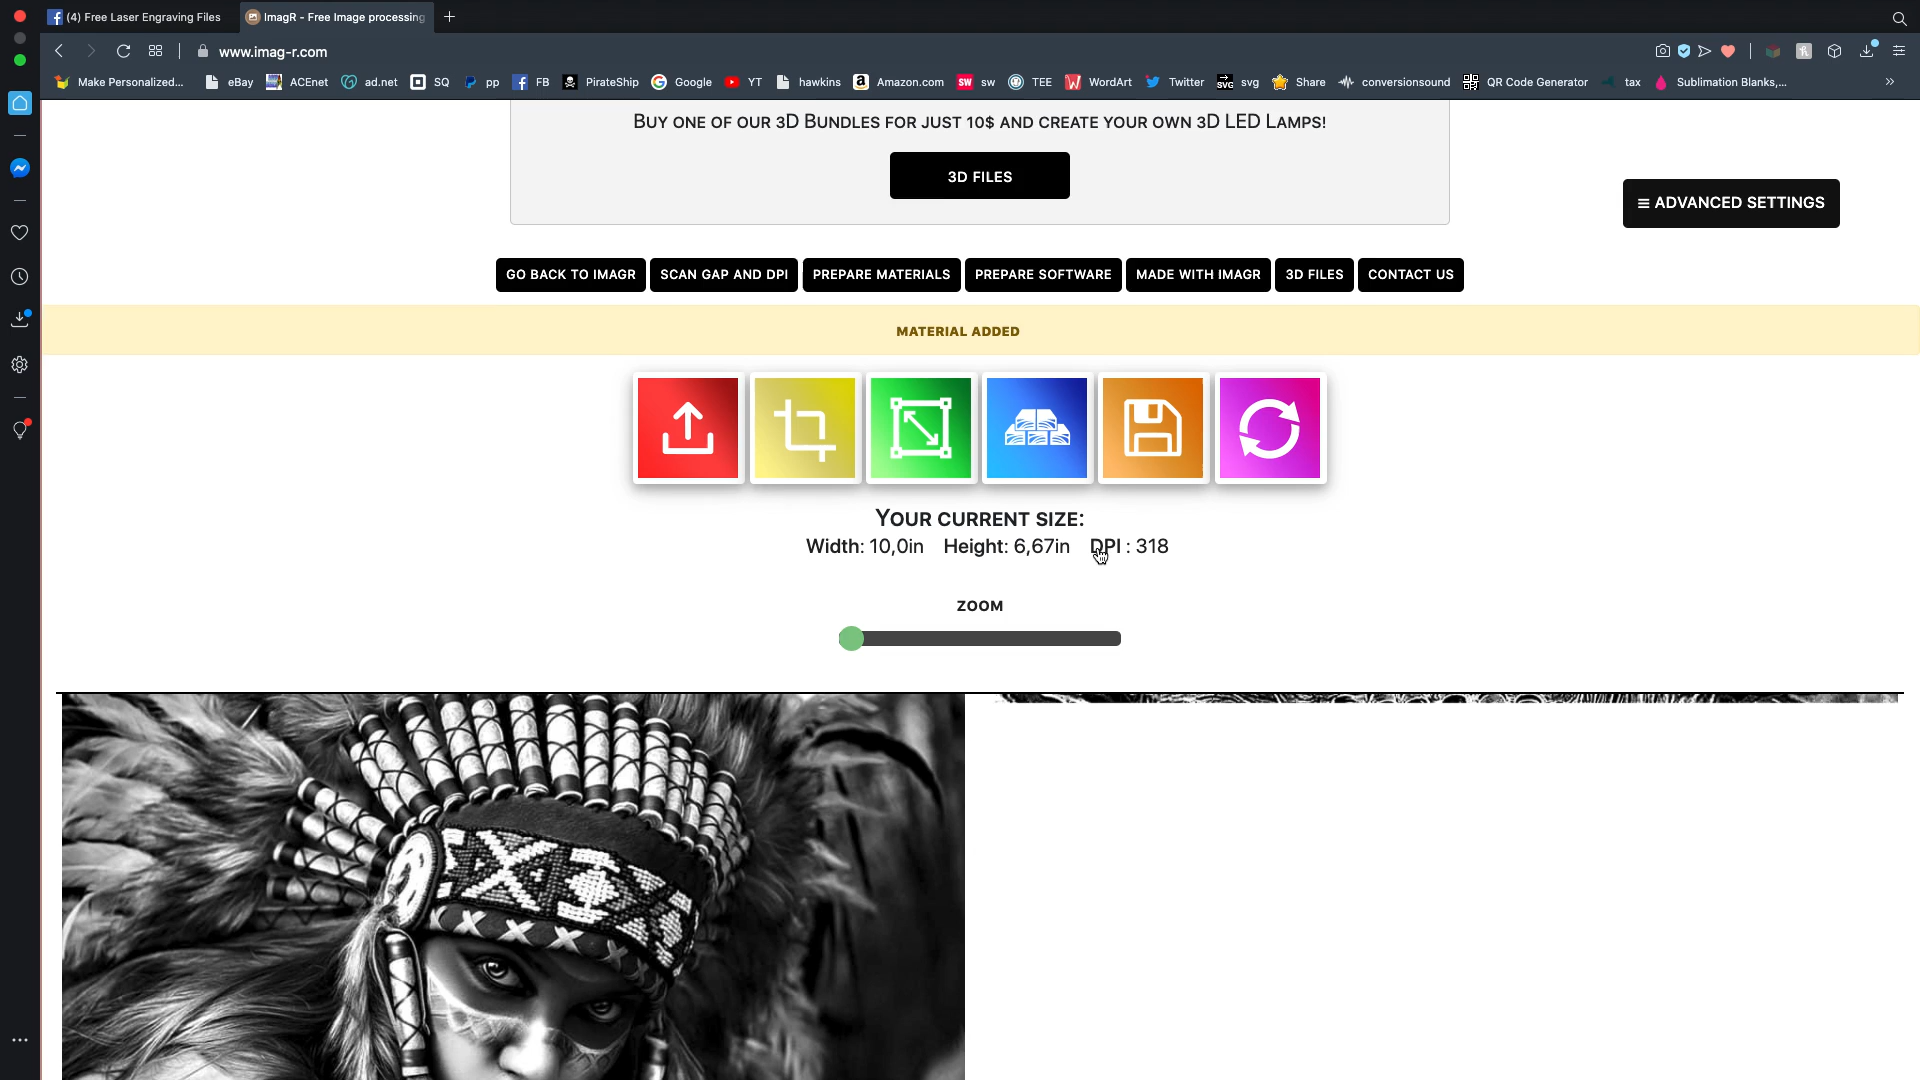 (4) Free Laser Engraving Files
ImagR - Free Image processing
www.imag-r.com
Make Personalized... eBay ACEnet ad.net SQ pp FB PirateShip Google YT hawkins Amazon.com sw TEE WordArt Twitter svg Share conversionsound QR Code Generator tax Sublimation Blanks,...
BUY ONE OF OUR 3D BUNDLES FOR JUST 10$ AND CREATE YOUR OWN 3D LED LAMPS!
3D FILES
≡ ADVANCED SETTINGS
GO BACK TO IMAGR SCAN GAP AND DPI PREPARE MATERIALS PREPARE SOFTWARE MADE WITH IMAGR 3D FILES CONTACT US
MATERIAL ADDED
YOUR CURRENT SIZE:
Width: 10,0in Height: 6,67in DPI : 318
ZOOM